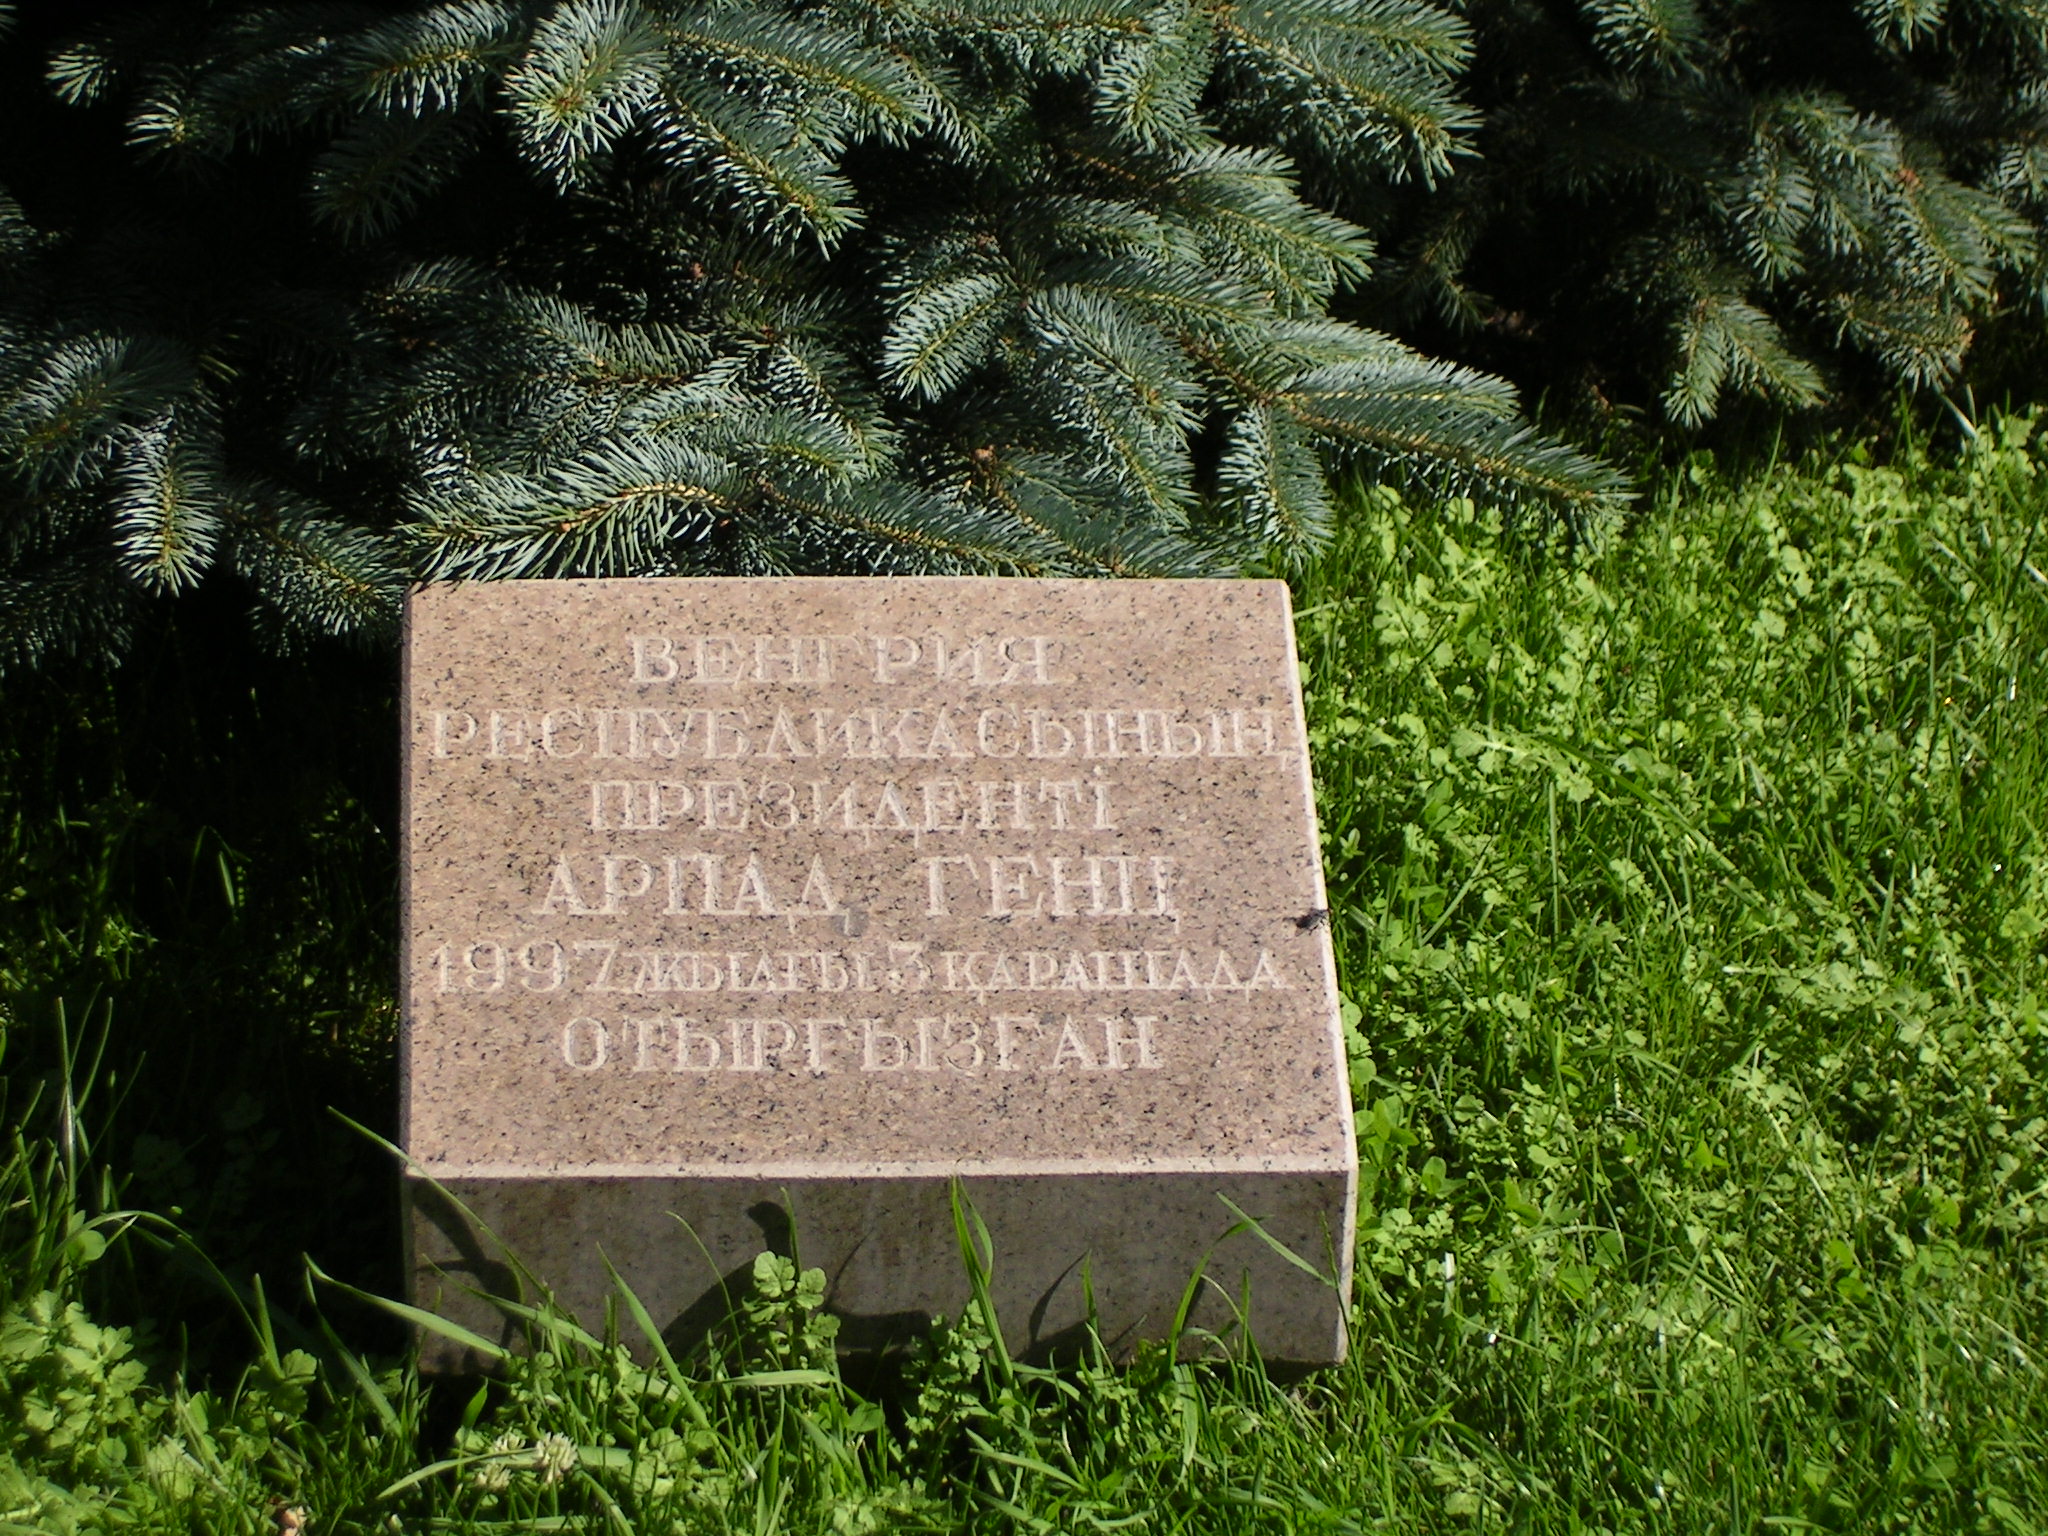 ВЕНГРИЯ
РЕСПУБЛИКАСЫНЫҢ
ПРЕЗИДЕНТІ
АРПАД ГЕНЦ
1997 ЖЫЛҒЫ 3 ҚАРАШАДА
ОТЫРҒЫЗҒАН